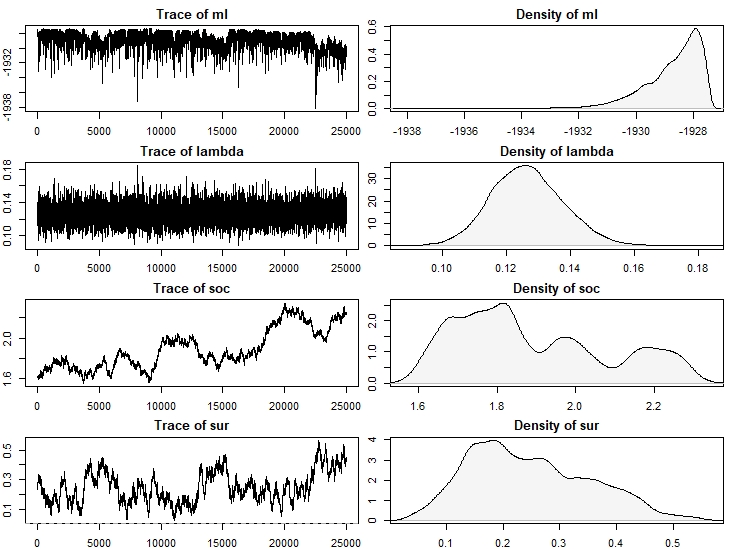 Trace of ml
Density of ml
-1938 -1932
0 5000 10000 15000 20000 25000
0.0 0.2 0.4 0.6
-1938 -1936 -1934 -1932 -1930 -1928
Trace of lambda
Density of lambda
0.10 0.14 0.18
0 5000 10000 15000 20000 25000
0 10 20 30
0.10 0.12 0.14 0.16 0.18
Trace of soc
Density of soc
1.6 2.0
0 5000 10000 15000 20000 25000
0.0 1.0 2.0
1.6 1.8 2.0 2.2
Trace of sur
Density of sur
0.1 0.3 0.5
0 5000 10000 15000 20000 25000
0 1 2 3 4
0.1 0.2 0.3 0.4 0.5